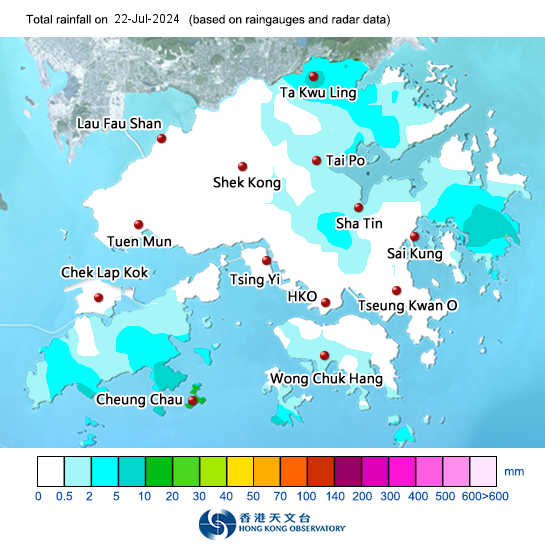 Total rainfall on 22-Jul-2024 (based on raingauges and radar data)
Ta Kwu Ling
Lau Fau Shan
Tai Po
Shek Kong
Sha Tin
Tuen Mun
Sai Kung
Chek Lap Kok
Tsing Yi
HKO
Tseung Kwan O
Wong Chuk Hang
Cheung Chau
mm
0 0.5 2 5 10 20 30 40 50 70 100 140 200 300 400 500 600 >600
香港天文台
HONG KONG OBSERVATORY